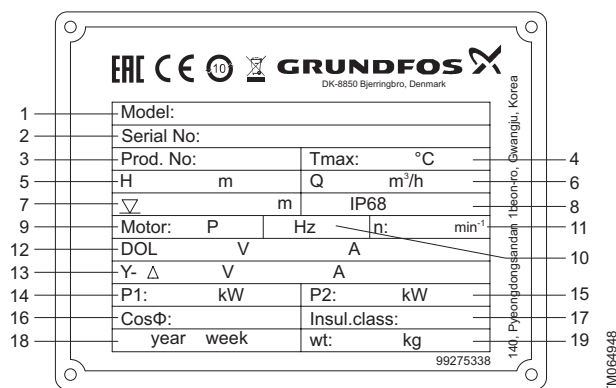 EAC CE 10 GRUNDFOS
DK-8850 Bjerringbro, Denmark
1 Model:
2 Serial No:
3 Prod. No: Tmax: °C 4
5 H m Q m³/h 6
7 m IP68 8
9 Motor: P Hz n: min⁻¹ 11
10
12 DOL V A
13 Y- Δ V A
14 P1: kW P2: kW 15
16 CosΦ: Insul.class: 17
18 year week wt: kg 19
99275338
140, Pyeongdongsandan 1beon-ro, Gwangju, Korea
TM064948